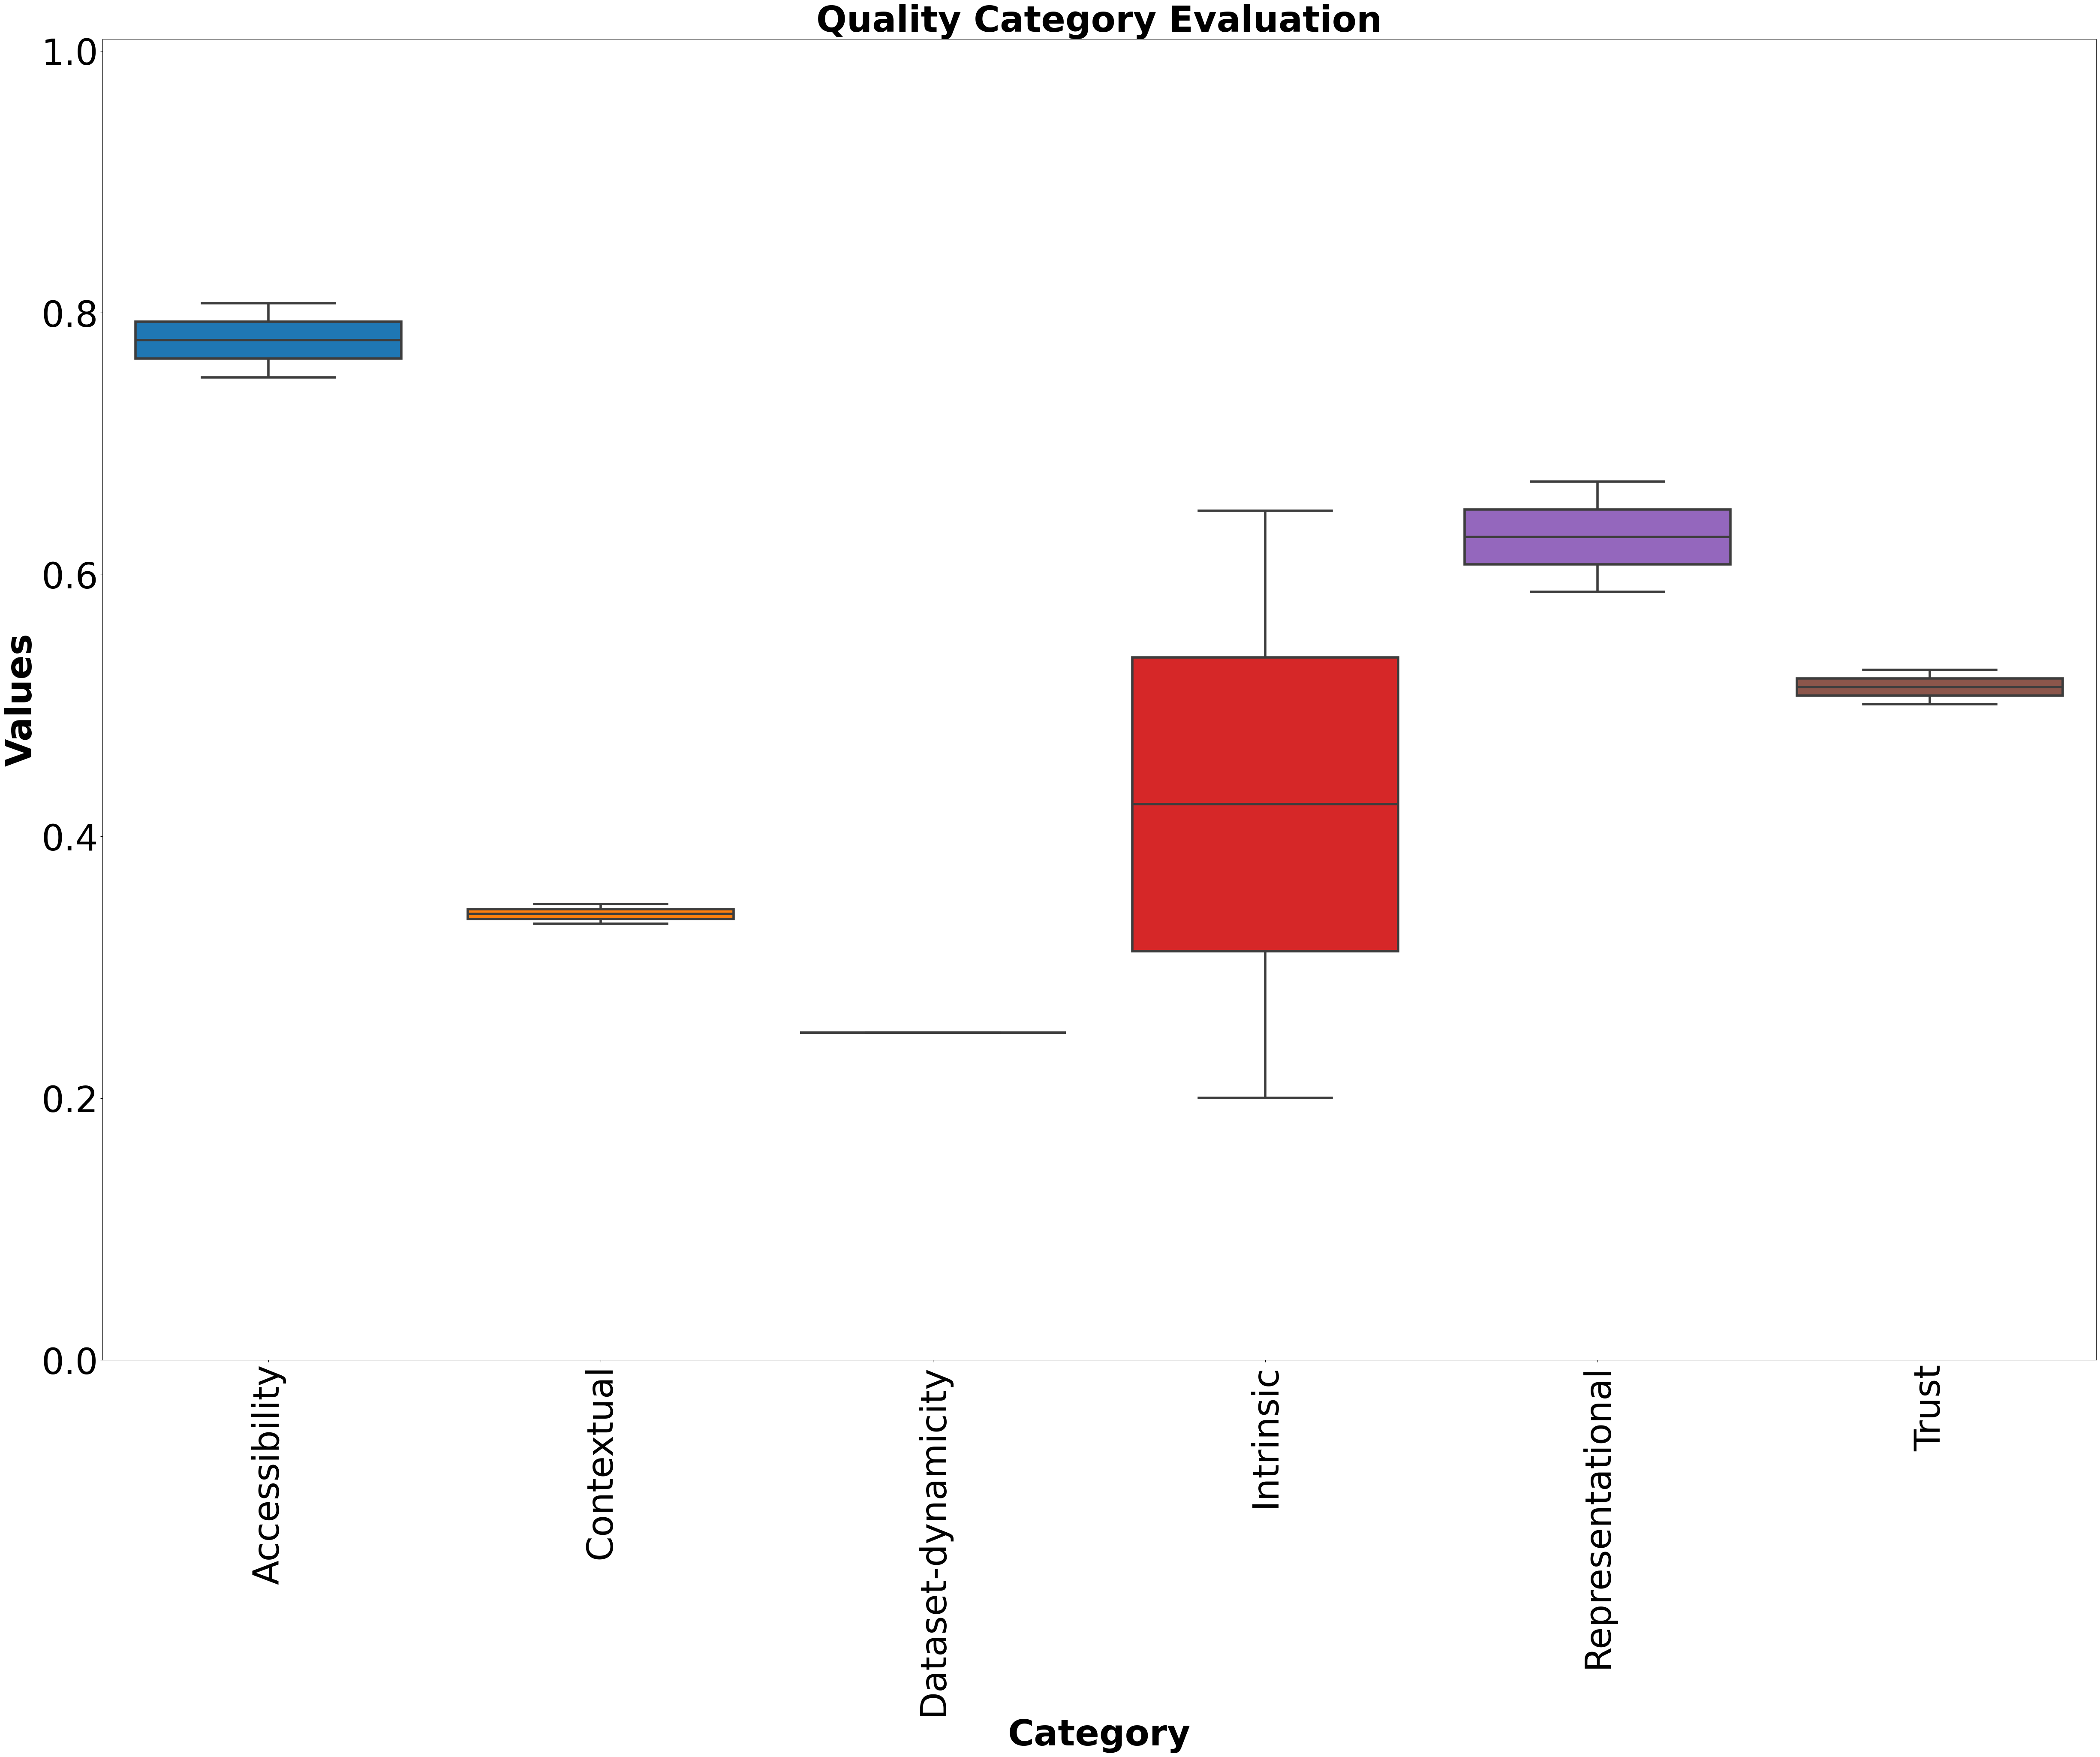 Quality Category Evaluation
1.0
0.8
0.6
0.4
0.2
0.0
Values
Accessibility
Contextual
Dataset-dynamicity
Intrinsic
Representational
Trust
Category